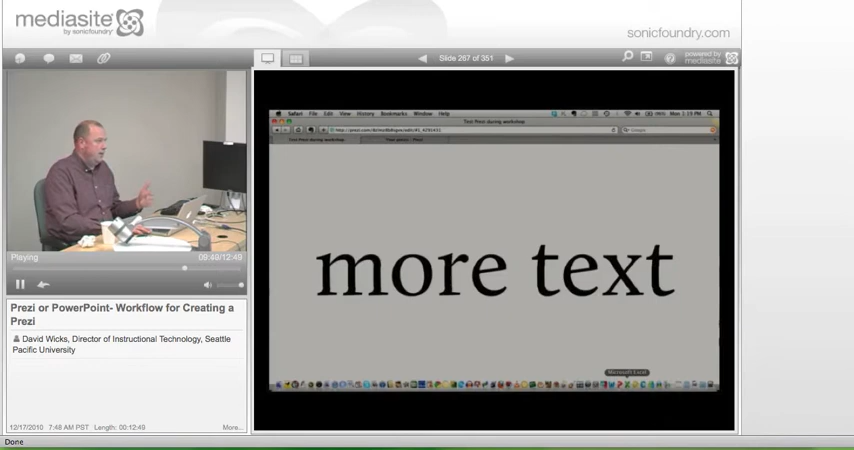 mediasite
by sonicfoundry
sonicfoundry.com
Slide 267 of 351
powered by
mediasite
Safari File Edit View History Bookmarks Window Help
Text Prezi during workshop
more text
Microsoft Excel
Playing
09:49/12:49
Prezi or PowerPoint- Workflow for Creating a
Prezi
David Wicks, Director of Instructional Technology, Seattle
Pacific University
12/17/2010 7:48 AM PST Length: 00:12:49 More...
Done